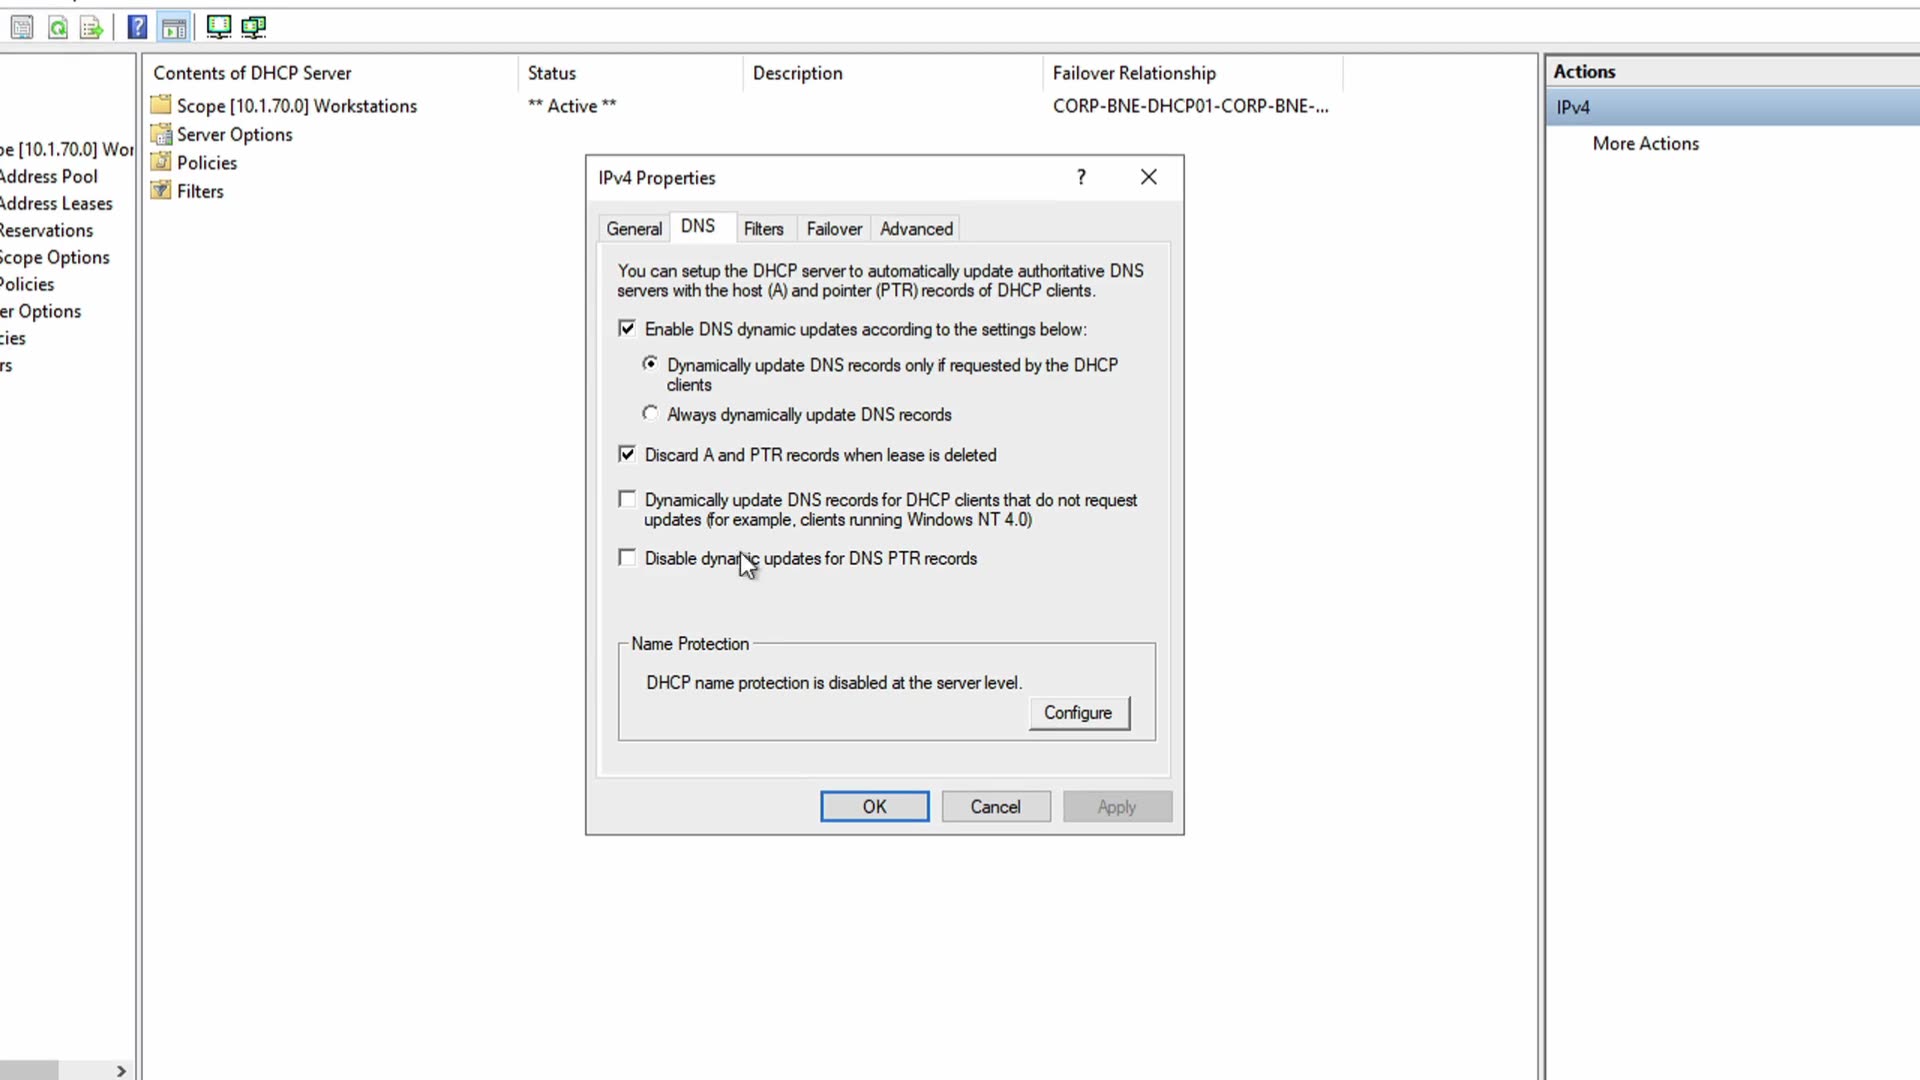 Contents of DHCP Server Status Description Failover Relationship
Scope [10.1.70.0] Workstations ** Active ** CORP-BNE-DHCP01-CORP-BNE-...
Server Options
Policies
Filters
pe [10.1.70.0] Wor
Address Pool
Address Leases
Reservations
Scope Options
Policies
er Options
cies
rs
IPv4 Properties ?
General DNS Filters Failover Advanced
You can setup the DHCP server to automatically update authoritative DNS
servers with the host (A) and pointer (PTR) records of DHCP clients.
Enable DNS dynamic updates according to the settings below:
Dynamically update DNS records only if requested by the DHCP
clients
Always dynamically update DNS records
Discard A and PTR records when lease is deleted
Dynamically update DNS records for DHCP clients that do not request
updates (for example, clients running Windows NT 4.0)
Disable dynamic updates for DNS PTR records
Name Protection
DHCP name protection is disabled at the server level.
Configure
OK Cancel Apply
Actions
IPv4
More Actions